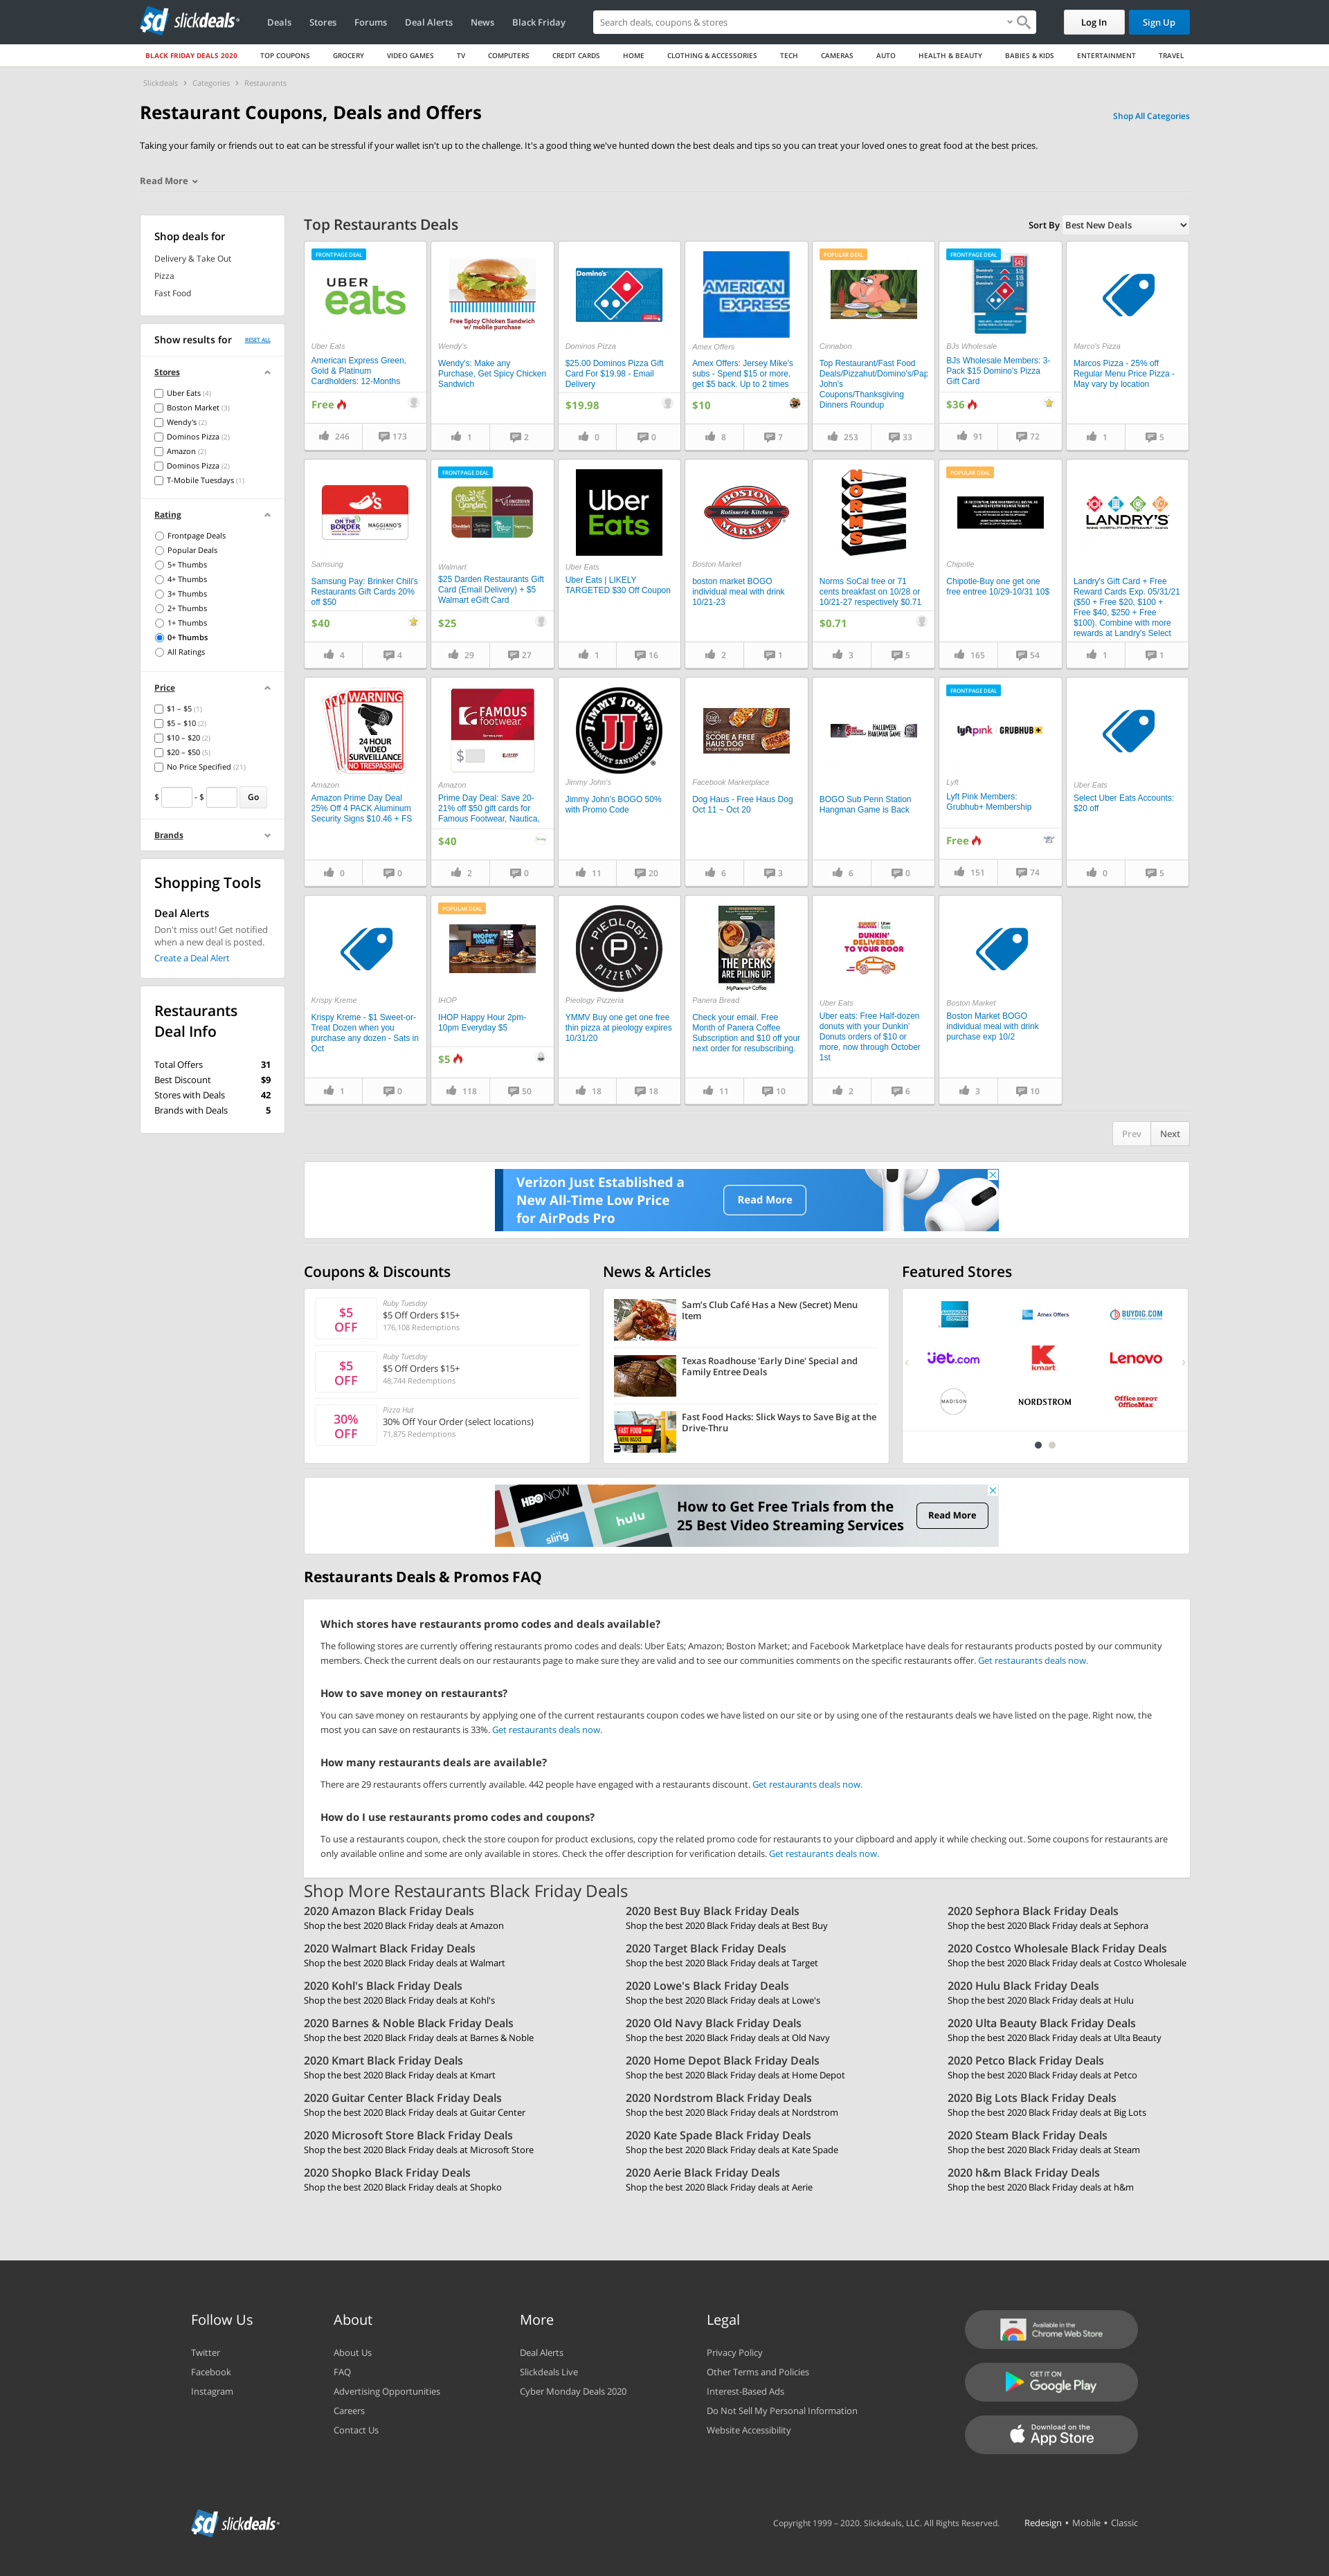 slickdeals
Deals
Stores
Forums
Deal Alerts
News
Black Friday
Search deals, coupons & stores
Log In
Sign Up
BLACK FRIDAY DEALS 2020
TOP COUPONS
GROCERY
VIDEO GAMES
TV
COMPUTERS
CREDIT CARDS
HOME
CLOTHING & ACCESSORIES
TECH
CAMERAS
AUTO
HEALTH & BEAUTY
BABIES & KIDS
ENTERTAINMENT
TRAVEL
Slickdeals > Categories > Restaurants
Restaurant Coupons, Deals and Offers
Shop All Categories
Taking your family or friends out to eat can be stressful if your wallet isn't up to the challenge. It's a good thing we've hunted down the best deals and tips so you can treat your loved ones to great food at the best prices.
Read More
Shop deals for
Delivery & Take Out
Pizza
Fast Food
Show results for
RESET ALL
Stores
Uber Eats (4)
Boston Market (3)
Wendy's (2)
Dominos Pizza (2)
Amazon (2)
Dominos Pizza (2)
T-Mobile Tuesdays (1)
Rating
Frontpage Deals
Popular Deals
5+ Thumbs
4+ Thumbs
3+ Thumbs
2+ Thumbs
1+ Thumbs
0+ Thumbs
All Ratings
Price
$1 – $5 (1)
$5 – $10 (2)
$10 – $20 (2)
$20 – $50 (5)
No Price Specified (21)
$ - $ Go
Brands
Shopping Tools
Deal Alerts
Don't miss out! Get notified
when a new deal is posted.
Create a Deal Alert
Restaurants
Deal Info
Total Offers 31
Best Discount $9
Stores with Deals 42
Brands with Deals 5
Top Restaurants Deals
Sort By Best New Deals
FRONTPAGE DEAL
UBER
eats
Uber Eats
American Express Green,
Gold & Platinum
Cardholders: 12-Months
Free
246 173
Free Spicy Chicken Sandwich
w/ mobile purchase
Wendy's
Wendy's: Make any
Purchase, Get Spicy Chicken
Sandwich
1 2
Domino's
Dominos Pizza
$25.00 Dominos Pizza Gift
Card For $19.98 - Email
Delivery
$19.98
0 0
AMERICAN
EXPRESS
Amex Offers
Amex Offers: Jersey Mike's
subs - Spend $15 or more,
get $5 back. Up to 2 times
$10
8 7
POPULAR DEAL
Cinnabon
Top Restaurant/Fast Food
Deals/Pizzahut/Domino's/Pap
John's
Coupons/Thanksgiving
Dinners Roundup
253 33
FRONTPAGE DEAL
$45
BJs Wholesale
BJs Wholesale Members: 3-
Pack $15 Domino's Pizza
Gift Card
$36
91 72
Marco's Pizza
Marcos Pizza - 25% off
Regular Menu Price Pizza -
May vary by location
1 5
ON THE
BORDER
MAGGIANO'S
Samsung
Samsung Pay: Brinker Chili's
Restaurants Gift Cards 20%
off $50
$40
4 4
FRONTPAGE DEAL
Olive Garden
Walmart
$25 Darden Restaurants Gift
Card (Email Delivery) + $5
Walmart eGift Card
$25
29 27
Uber
Eats
Uber Eats
Uber Eats | LIKELY
TARGETED $30 Off Coupon
1 16
BOSTON
Rotisserie Kitchen
MARKET
Boston Market
boston market BOGO
individual meal with drink
10/21-23
2 1
NORMS
Norms SoCal free or 71
cents breakfast on 10/28 or
10/21-27 respectively $0.71
$0.71
3 5
POPULAR DEAL
Chipotle
Chipotle-Buy one get one
free entree 10/29-10/31 10$
165 54
LANDRY'S
Landry's Gift Card + Free
Reward Cards Exp. 05/31/21
($50 + Free $20, $100 +
Free $40, $250 + Free
$100). Combine with more
rewards at Landry's Select
1 1
WARNING
24 HOUR
VIDEO
SURVEILLANCE
NO TRESPASSING
Amazon
Amazon Prime Day Deal
25% Off 4 PACK Aluminum
Security Signs $10.46 + FS
0 0
FAMOUS
footwear.
$
Amazon
Prime Day Deal: Save 20-
21% off $50 gift cards for
Famous Footwear, Nautica,
$40
2 0
JIMMY JOHN'S
JJ
GOURMET SANDWICHES
Jimmy John's
Jimmy John's BOGO 50%
with Promo Code
11 20
SCORE A FREE
HAUS DOG
Facebook Marketplace
Dog Haus - Free Haus Dog
Oct 11 ~ Oct 20
6 3
HALLOWEEN
HANGMAN GAME
BOGO Sub Penn Station
Hangman Game is Back
6 0
FRONTPAGE DEAL
lyft pink GRUBHUB+
Lyft
Lyft Pink Members:
Grubhub+ Membership
Free
151 74
Uber Eats
Select Uber Eats Accounts:
$20 off
0 5
Krispy Kreme
Krispy Kreme - $1 Sweet-or-
Treat Dozen when you
purchase any dozen - Sats in
Oct
1 0
POPULAR DEAL
IHOPPY
HOUR
$5
IHOP
IHOP Happy Hour 2pm-
10pm Everyday $5
$5
118 50
PIEOLOGY
P
PIZZERIA
Pieology Pizzeria
YMMV Buy one get one free
thin pizza at pieology expires
10/31/20
18 18
THE PERKS
ARE PILING UP.
MyPanera+ Coffee
Panera Bread
Check your email. Free
Month of Panera Coffee
Subscription and $10 off your
next order for resubscribing.
11 10
DUNKIN'
DELIVERED
TO YOUR DOOR
Uber Eats
Uber eats: Free Half-dozen
donuts with your Dunkin'
Donuts orders of $10 or
more, now through October
1st
2 6
Boston Market
Boston Market BOGO
individual meal with drink
purchase exp 10/2
3 10
Prev Next
Verizon Just Established a
New All-Time Low Price
for AirPods Pro
Read More
Coupons & Discounts
$5
OFF
Ruby Tuesday
$5 Off Orders $15+
176,108 Redemptions
$5
OFF
Ruby Tuesday
$5 Off Orders $15+
48,744 Redemptions
30%
OFF
Pizza Hut
30% Off Your Order (select locations)
71,875 Redemptions
News & Articles
Sam's Club Café Has a New (Secret) Menu
Item
Texas Roadhouse 'Early Dine' Special and
Family Entree Deals
FAST FOOD
MENU HACKS
Fast Food Hacks: Slick Ways to Save Big at the
Drive-Thru
Featured Stores
AMERICAN EXPRESS
Amex Offers
BUYDIG.COM
jet.com
kmart
Lenovo
MADISON
NORDSTROM
Office DEPOT
OfficeMax
HBO NOW
sling
hulu
How to Get Free Trials from the
25 Best Video Streaming Services
Read More
Restaurants Deals & Promos FAQ
Which stores have restaurants promo codes and deals available?
The following stores are currently offering restaurants promo codes and deals: Uber Eats; Amazon; Boston Market; and Facebook Marketplace have deals for restaurants products posted by our community
members. Check the current deals on our restaurants page to make sure they are valid and to see our communities comments on the specific restaurants offer. Get restaurants deals now.
How to save money on restaurants?
You can save money on restaurants by applying one of the current restaurants coupon codes we have listed on our site or by using one of the restaurants deals we have listed on the page. Right now, the
most you can save on restaurants is 33%. Get restaurants deals now.
How many restaurants deals are available?
There are 29 restaurants offers currently available. 442 people have engaged with a restaurants discount. Get restaurants deals now.
How do I use restaurants promo codes and coupons?
To use a restaurants coupon, check the store coupon for product exclusions, copy the related promo code for restaurants to your clipboard and apply it while checking out. Some coupons for restaurants are
only available online and some are only available in stores. Check the offer description for verification details. Get restaurants deals now.
Shop More Restaurants Black Friday Deals
2020 Amazon Black Friday Deals
Shop the best 2020 Black Friday deals at Amazon
2020 Best Buy Black Friday Deals
Shop the best 2020 Black Friday deals at Best Buy
2020 Sephora Black Friday Deals
Shop the best 2020 Black Friday deals at Sephora
2020 Walmart Black Friday Deals
Shop the best 2020 Black Friday deals at Walmart
2020 Target Black Friday Deals
Shop the best 2020 Black Friday deals at Target
2020 Costco Wholesale Black Friday Deals
Shop the best 2020 Black Friday deals at Costco Wholesale
2020 Kohl's Black Friday Deals
Shop the best 2020 Black Friday deals at Kohl's
2020 Lowe's Black Friday Deals
Shop the best 2020 Black Friday deals at Lowe's
2020 Hulu Black Friday Deals
Shop the best 2020 Black Friday deals at Hulu
2020 Barnes & Noble Black Friday Deals
Shop the best 2020 Black Friday deals at Barnes & Noble
2020 Old Navy Black Friday Deals
Shop the best 2020 Black Friday deals at Old Navy
2020 Ulta Beauty Black Friday Deals
Shop the best 2020 Black Friday deals at Ulta Beauty
2020 Kmart Black Friday Deals
Shop the best 2020 Black Friday deals at Kmart
2020 Home Depot Black Friday Deals
Shop the best 2020 Black Friday deals at Home Depot
2020 Petco Black Friday Deals
Shop the best 2020 Black Friday deals at Petco
2020 Guitar Center Black Friday Deals
Shop the best 2020 Black Friday deals at Guitar Center
2020 Nordstrom Black Friday Deals
Shop the best 2020 Black Friday deals at Nordstrom
2020 Big Lots Black Friday Deals
Shop the best 2020 Black Friday deals at Big Lots
2020 Microsoft Store Black Friday Deals
Shop the best 2020 Black Friday deals at Microsoft Store
2020 Kate Spade Black Friday Deals
Shop the best 2020 Black Friday deals at Kate Spade
2020 Steam Black Friday Deals
Shop the best 2020 Black Friday deals at Steam
2020 Shopko Black Friday Deals
Shop the best 2020 Black Friday deals at Shopko
2020 Aerie Black Friday Deals
Shop the best 2020 Black Friday deals at Aerie
2020 h&m Black Friday Deals
Shop the best 2020 Black Friday deals at h&m
Follow Us
Twitter
Facebook
Instagram
About
About Us
FAQ
Advertising Opportunities
Careers
Contact Us
More
Deal Alerts
Slickdeals Live
Cyber Monday Deals 2020
Legal
Privacy Policy
Other Terms and Policies
Interest-Based Ads
Do Not Sell My Personal Information
Website Accessibility
Available in the
Chrome Web Store
GET IT ON
Google Play
Download on the
App Store
slickdeals
Copyright 1999 – 2020. Slickdeals, LLC. All Rights Reserved.
Redesign • Mobile • Classic